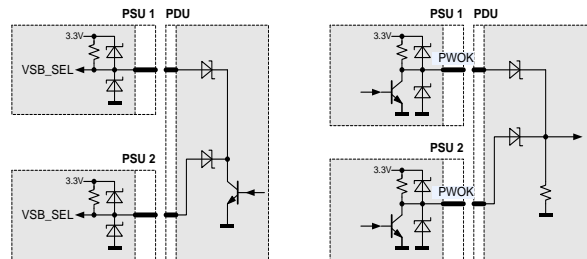 PSU 1 PDU
3.3V
VSB_SEL
PSU 2
3.3V
VSB_SEL
PSU 1 PDU
3.3V
PWOK
PSU 2
3.3V
PWOK